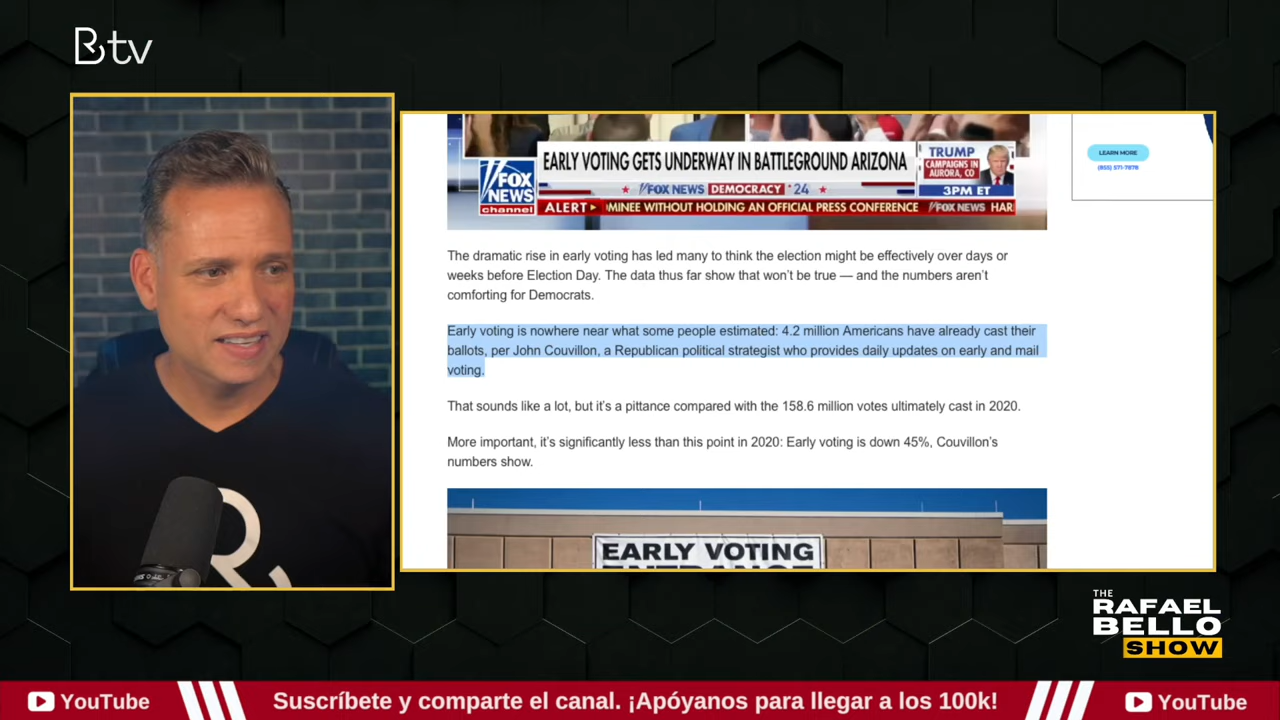 Btv
EARLY VOTING GETS UNDERWAY IN BATTLEGROUND ARIZONA
TRUMP
CAMPAIGNS IN
AURORA, CO
3PM ET
FOX
NEWS
channel
FOX NEWS DEMOCRACY '24
ALERT
MINEE WITHOUT HOLDING AN OFFICIAL PRESS CONFERENCE FOX NEWS HAR
LEARN MORE
(855) 571-7878
The dramatic rise in early voting has led many to think the election might be effectively over days or
weeks before Election Day. The data thus far show that won't be true — and the numbers aren't
comforting for Democrats.
Early voting is nowhere near what some people estimated: 4.2 million Americans have already cast their
ballots, per John Couvillon, a Republican political strategist who provides daily updates on early and mail
voting.
That sounds like a lot, but it's a pittance compared with the 158.6 million votes ultimately cast in 2020.
More important, it's significantly less than this point in 2020: Early voting is down 45%, Couvillon's
numbers show.
EARLY VOTING
ENTRANCE
R
THE
RAFAEL
BELLO
SHOW
YouTube
Suscríbete y comparte el canal. ¡Apóyanos para llegar a los 100k!
YouTube